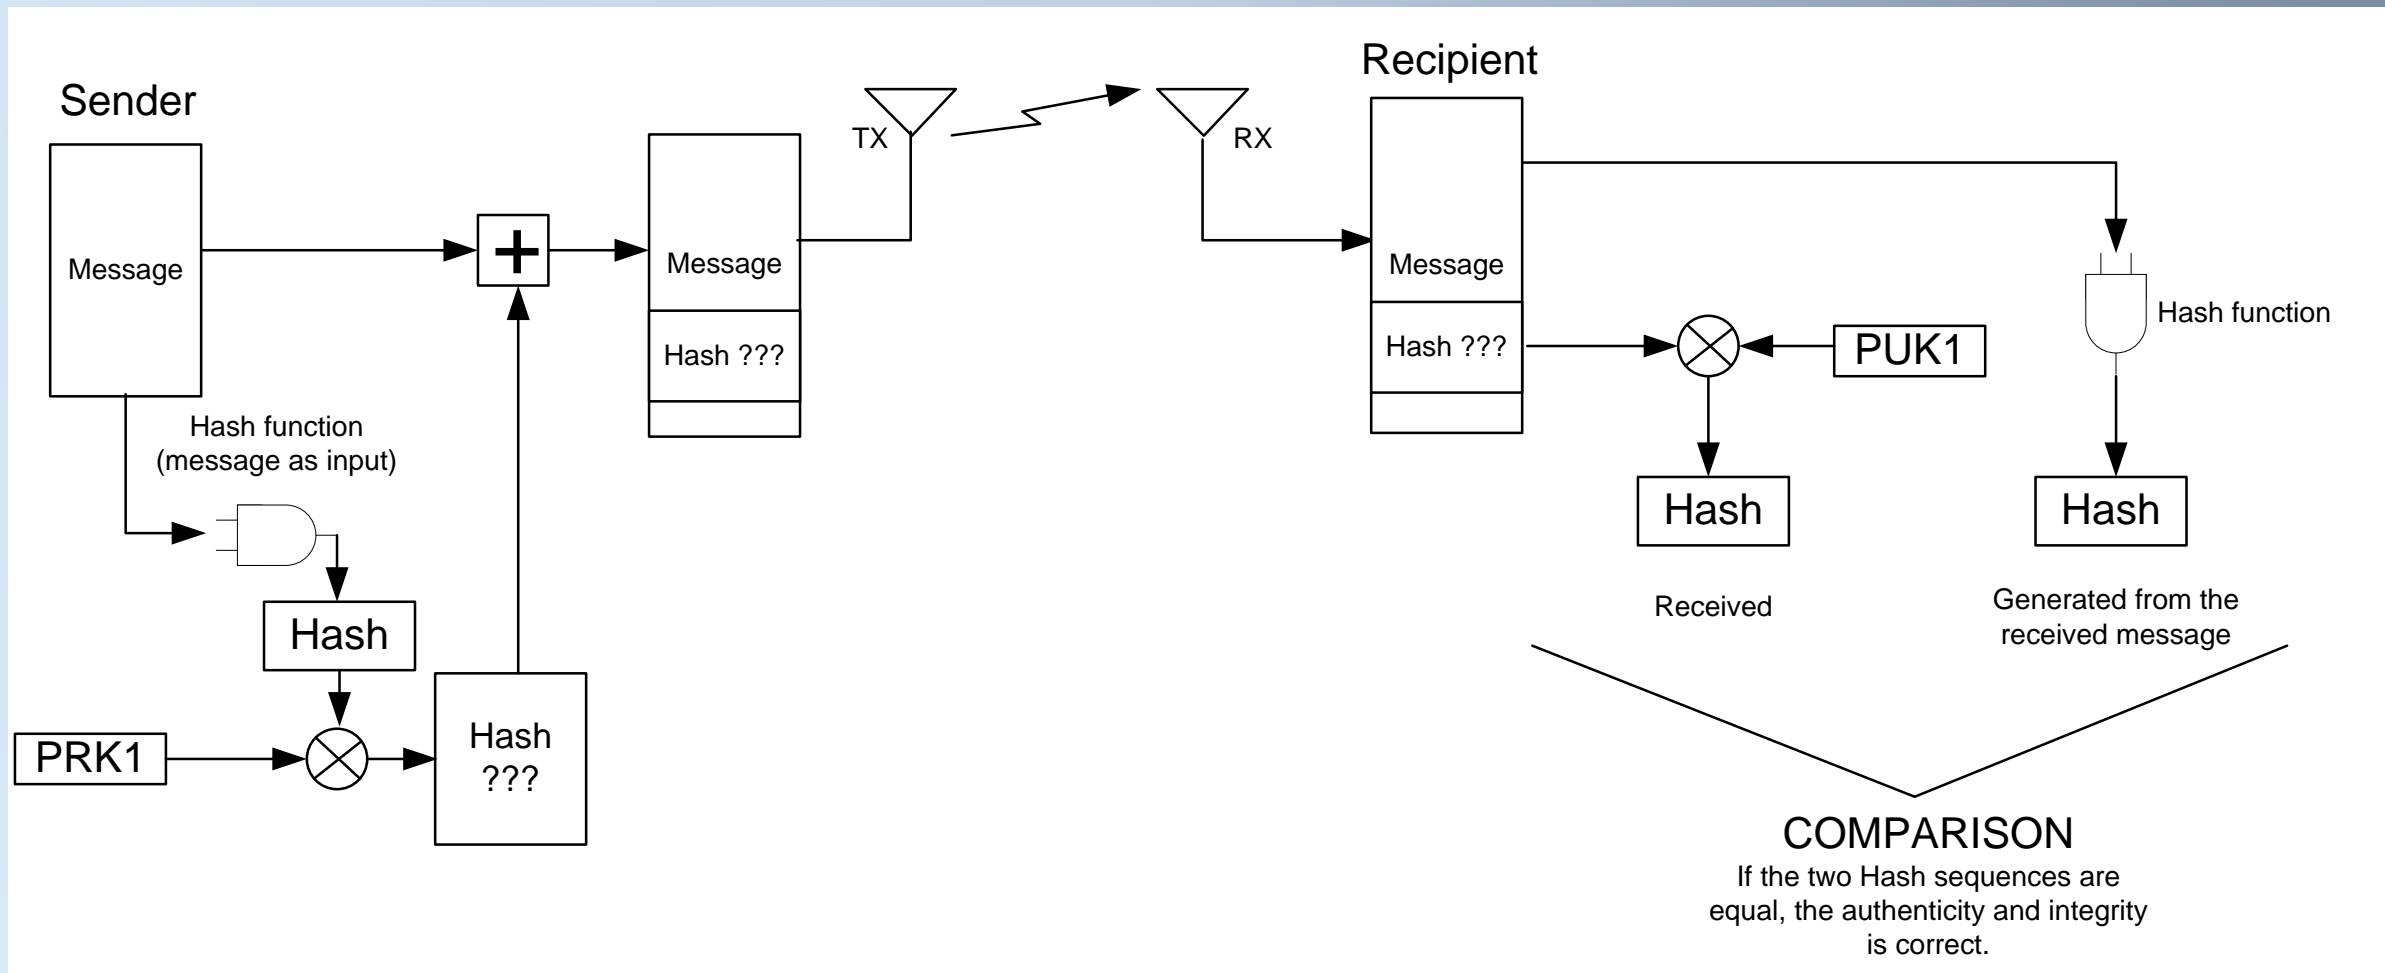 Sender
Message
Hash function
(message as input)
Hash
PRK1
Hash
???
+
Message
Hash ???
TX
RX
Recipient
Message
Hash ???
PUK1
Hash function
Hash
Hash
Received
Generated from the
received message
COMPARISON
If the two Hash sequences are
equal, the authenticity and integrity
is correct.